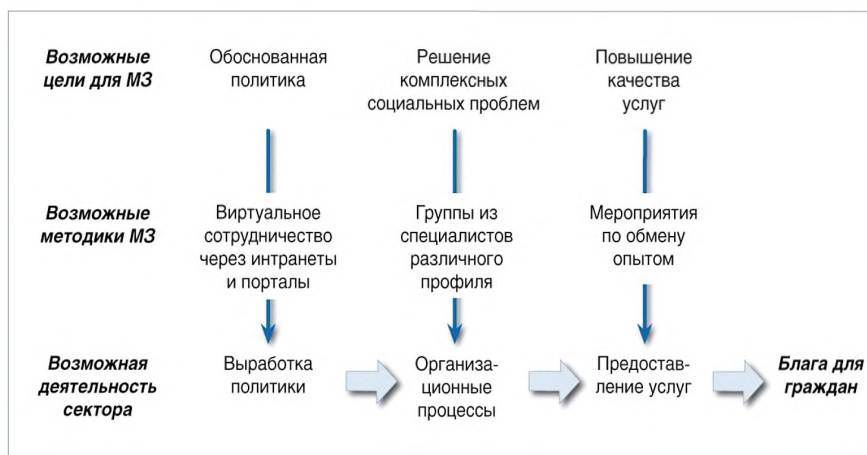 Возможные
цели для МЗ
Обоснованная
политика
Решение
комплексных
социальных проблем
Повышение
качества
услуг
Возможные
методики МЗ
Виртуальное
сотрудничество
через интранеты
и порталы
Группы из
специалистов
различного
профиля
Мероприятия
по обмену
опытом
Возможная
деятельность
сектора
Выработка
политики
Организа-
ционные
процессы
Предостав-
ление услуг
Блага для
граждан